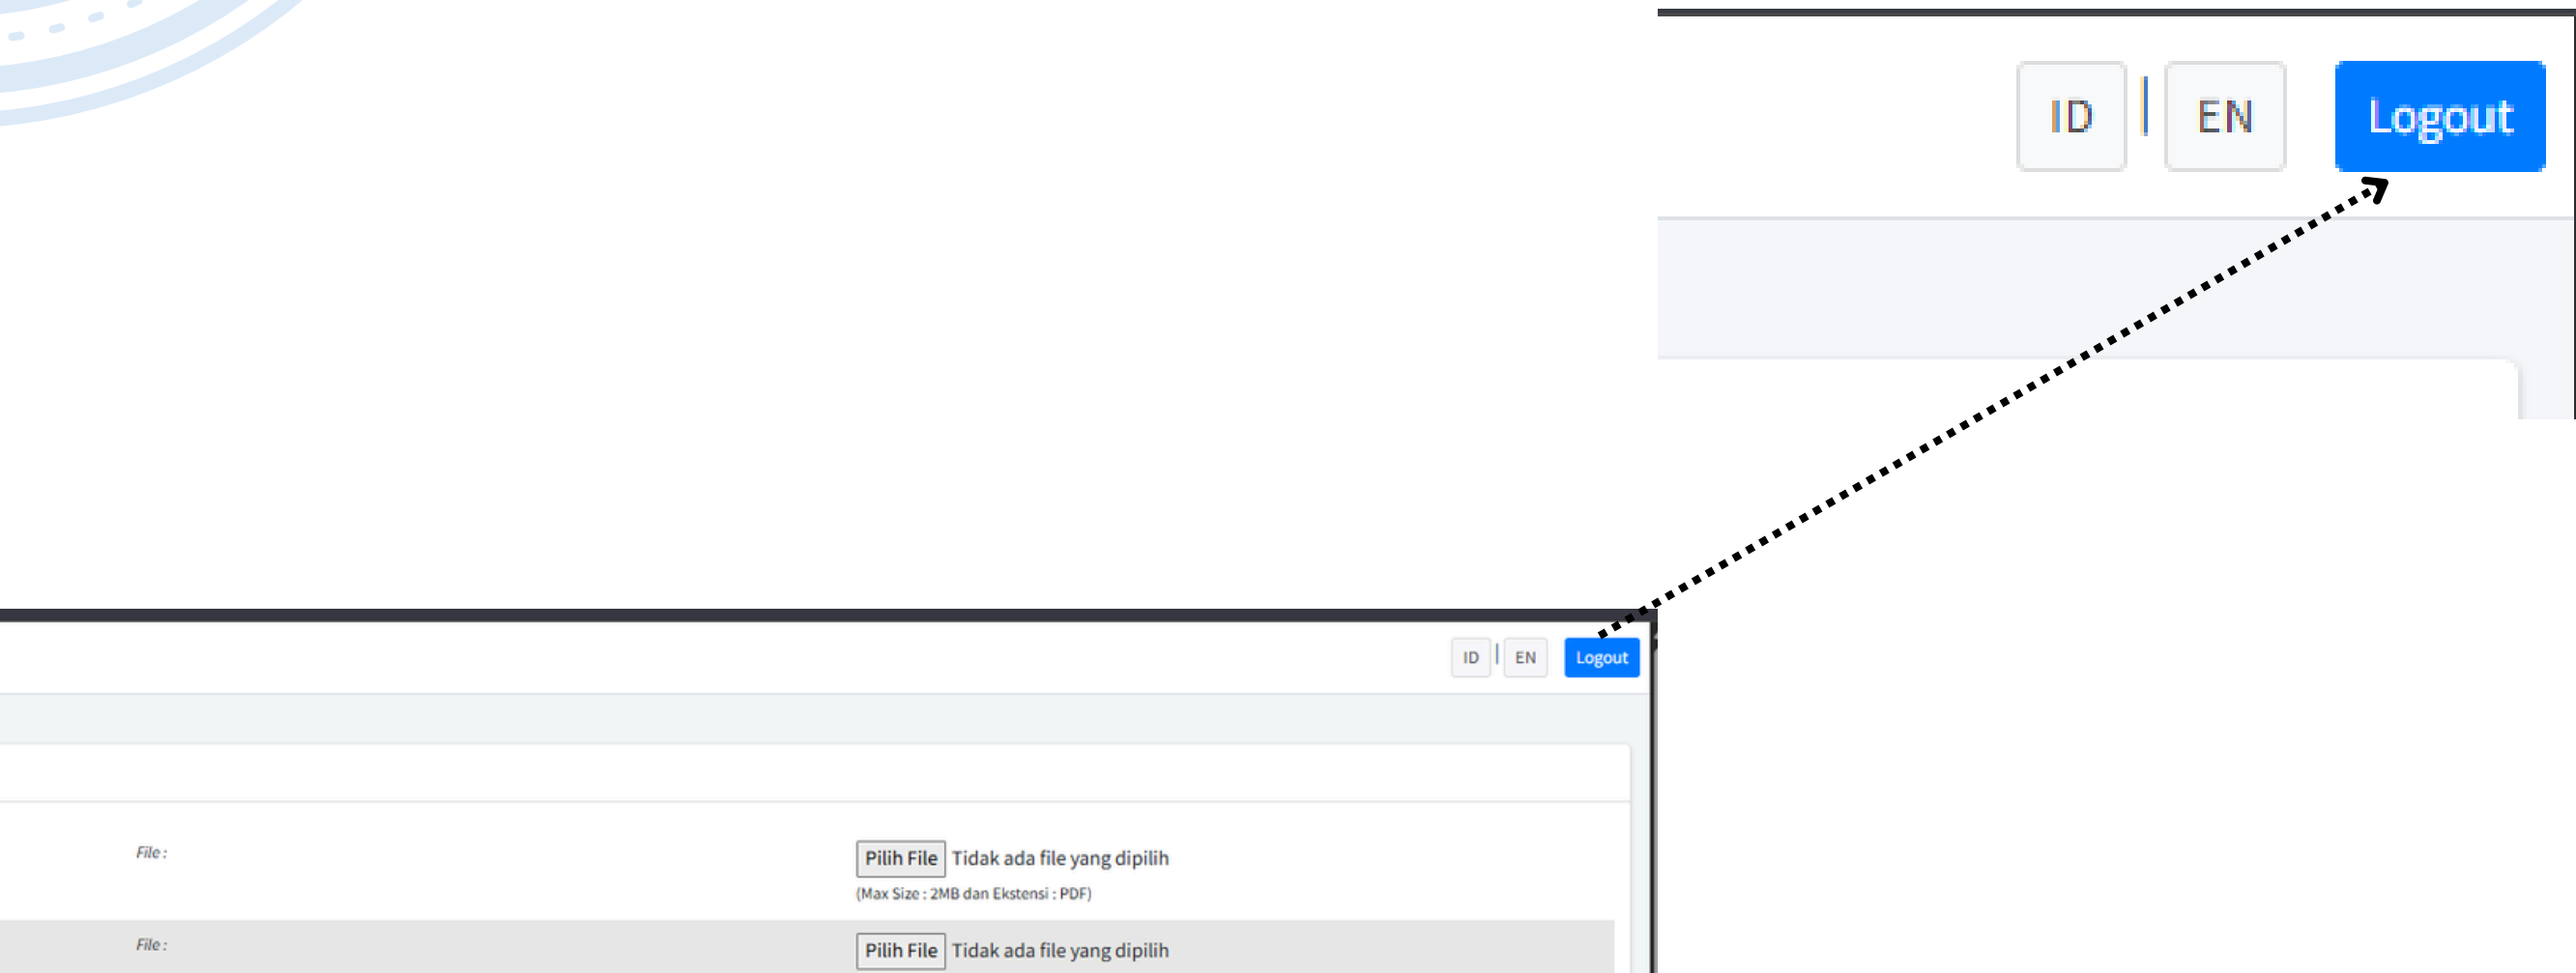 ID | EN Logout
ID | EN Logout
File : Pilih File Tidak ada file yang dipilih
(Max Size : 2MB dan Ekstensi : PDF)
File : Pilih File Tidak ada file yang dipilih